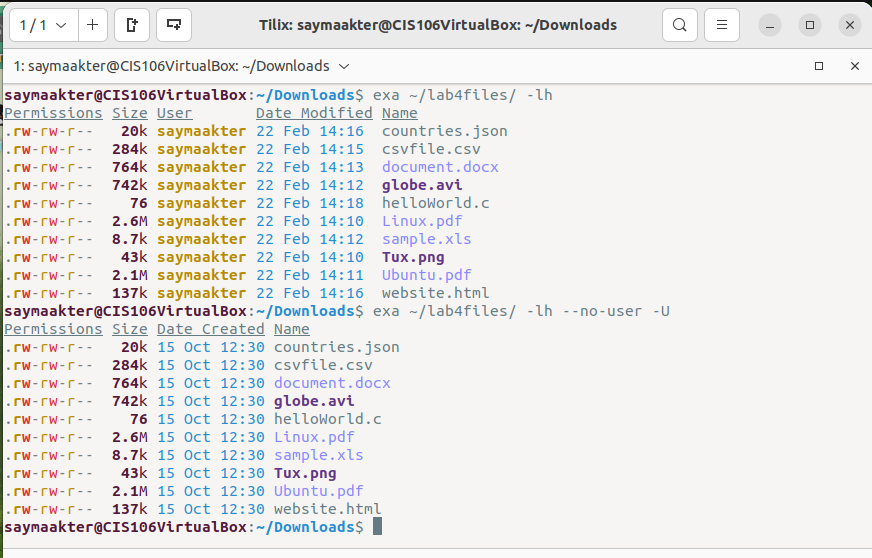 1 / 1
Tilix: saymaakter@CIS106VirtualBox: ~/Downloads
1: saymaakter@CIS106VirtualBox: ~/Downloads
saymaakter@CIS106VirtualBox:~/Downloads$ exa ~/lab4files/ -lh
Permissions Size User       Date Modified Name
.rw-rw-r--   20k saymaakter 22 Feb 14:16  countries.json
.rw-rw-r--  284k saymaakter 22 Feb 14:15  csvfile.csv
.rw-rw-r--  764k saymaakter 22 Feb 14:13  document.docx
.rw-rw-r--  742k saymaakter 22 Feb 14:12  globe.avi
.rw-rw-r--    76 saymaakter 22 Feb 14:18  helloWorld.c
.rw-rw-r--  2.6M saymaakter 22 Feb 14:10  Linux.pdf
.rw-rw-r--  8.7k saymaakter 22 Feb 14:12  sample.xls
.rw-rw-r--   43k saymaakter 22 Feb 14:10  Tux.png
.rw-rw-r--  2.1M saymaakter 22 Feb 14:11  Ubuntu.pdf
.rw-rw-r--  137k saymaakter 22 Feb 14:16  website.html
saymaakter@CIS106VirtualBox:~/Downloads$ exa ~/lab4files/ -lh --no-user -U
Permissions Size Date Created Name
.rw-rw-r--   20k 15 Oct 12:30 countries.json
.rw-rw-r--  284k 15 Oct 12:30 csvfile.csv
.rw-rw-r--  764k 15 Oct 12:30 document.docx
.rw-rw-r--  742k 15 Oct 12:30 globe.avi
.rw-rw-r--    76 15 Oct 12:30 helloWorld.c
.rw-rw-r--  2.6M 15 Oct 12:30 Linux.pdf
.rw-rw-r--  8.7k 15 Oct 12:30 sample.xls
.rw-rw-r--   43k 15 Oct 12:30 Tux.png
.rw-rw-r--  2.1M 15 Oct 12:30 Ubuntu.pdf
.rw-rw-r--  137k 15 Oct 12:30 website.html
saymaakter@CIS106VirtualBox:~/Downloads$